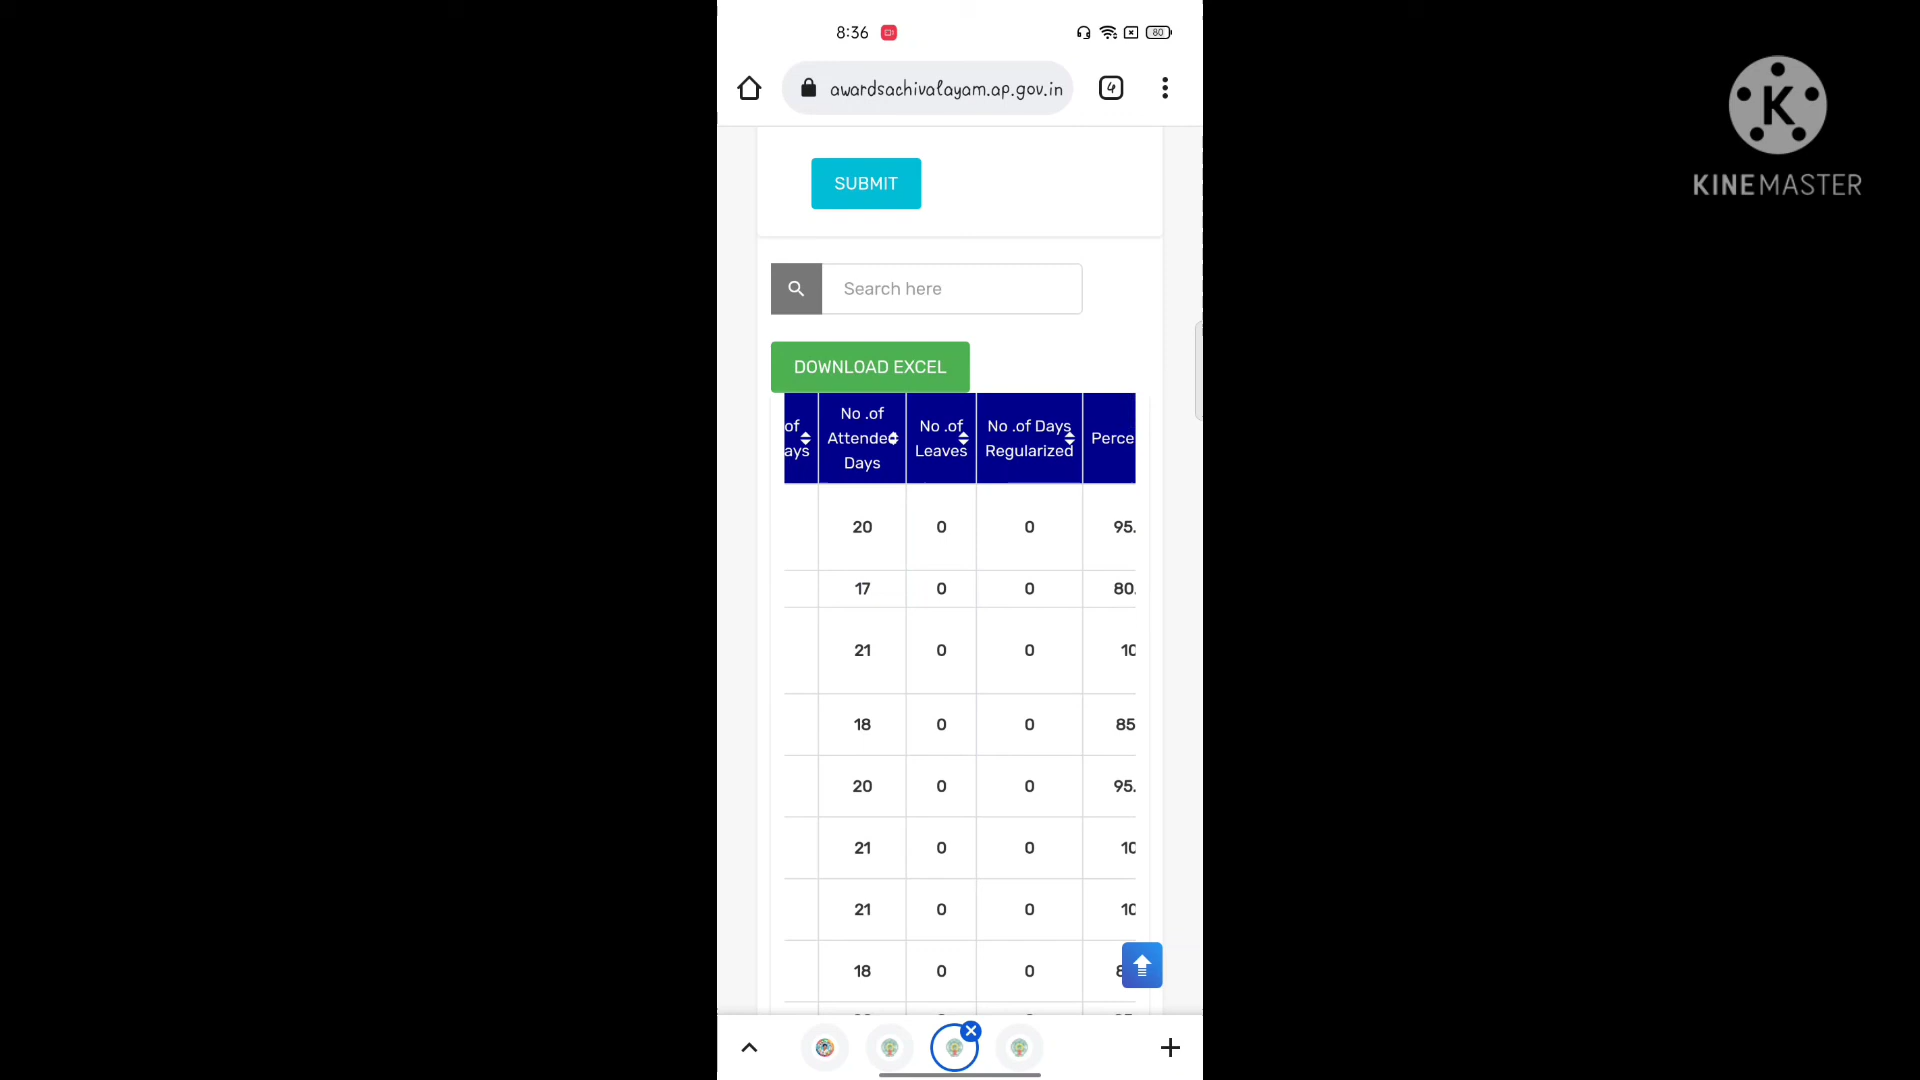 8:36
80
awardsachivalayam.ap.gov.in
4
K
KINEMASTER
SUBMIT
Search here
DOWNLOAD EXCEL
of ays
No .of Attended Days
No .of Leaves
No .of Days Regularized
Perce
20 0 0 95.
17 0 0 80.
21 0 0 10
18 0 0 85
20 0 0 95.
21 0 0 10
21 0 0 10
18 0 0 8